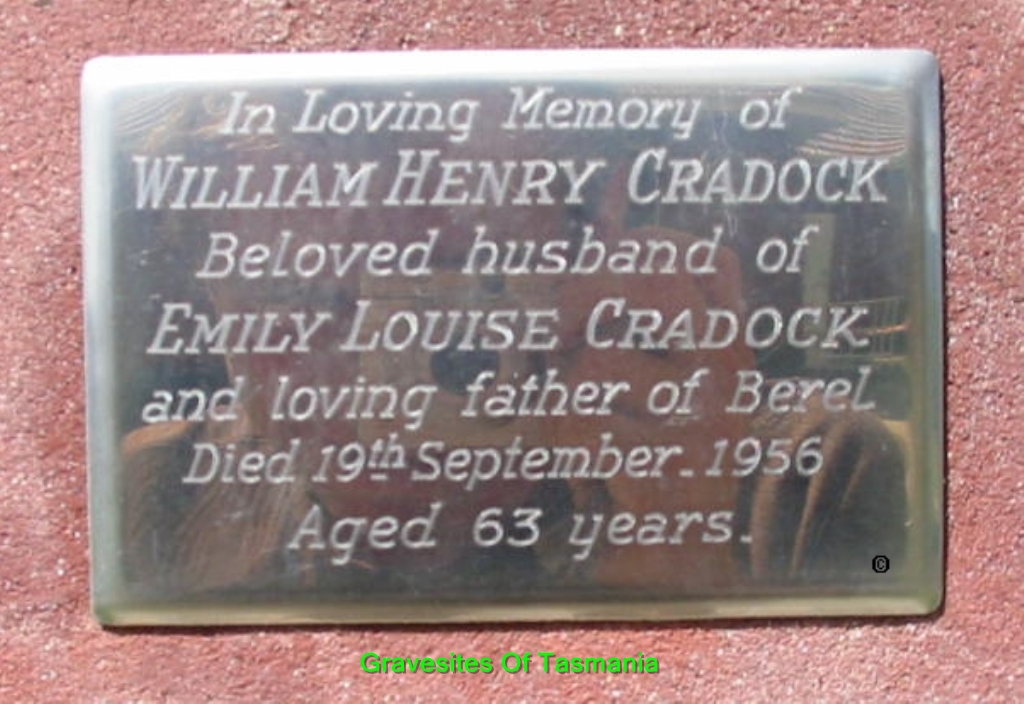 In Loving Memory of
WILLIAM HENRY CRADOCK
Beloved husband of
EMILY LOUISE CRADOCK
and loving father of Berel
Died 19th September. 1956
Aged 63 years.
©
Gravesites Of Tasmania